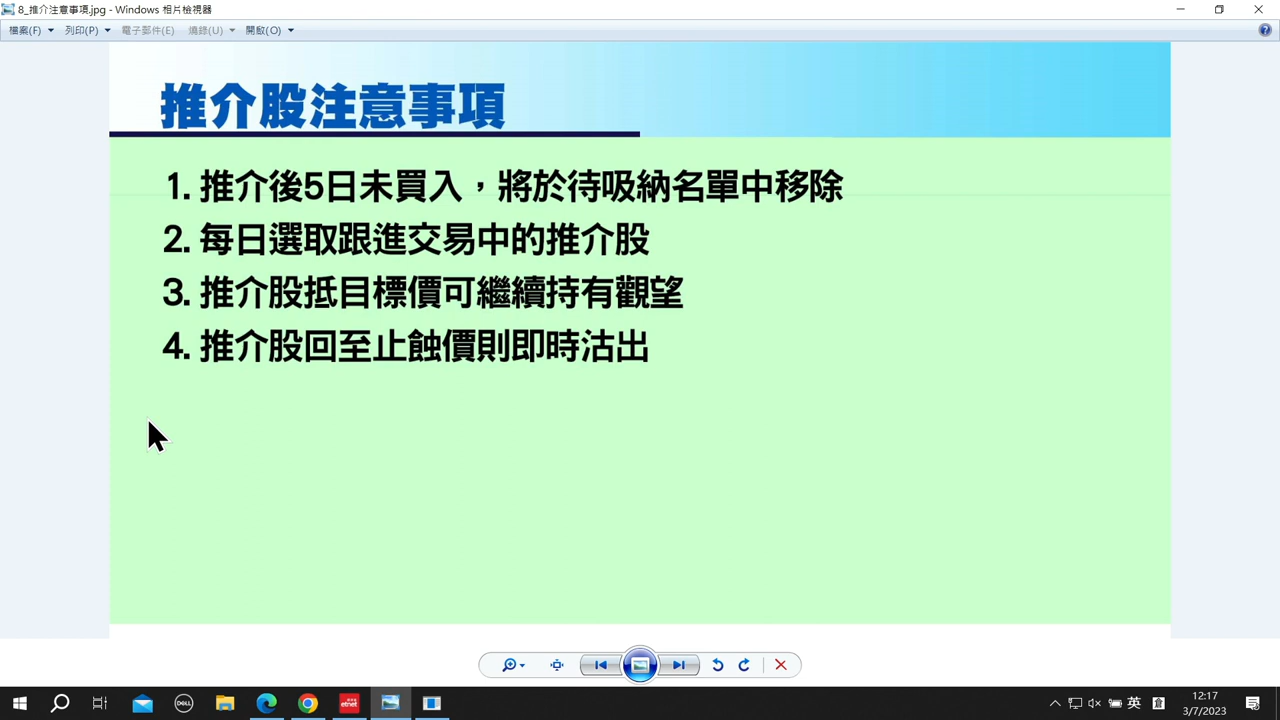 8_推介注意事項.jpg - Windows 相片檢視器
檔案(F) 列印(P) 電子郵件(E) 燒錄(U) 開啟(O)
推介股注意事項
1. 推介後5日未買入，將於待吸納名單中移除
2. 每日選取跟進交易中的推介股
3. 推介股抵目標價可繼續持有觀望
4. 推介股回至止蝕價則即時沽出
DELL
etnet
英
倉
12:17
3/7/2023